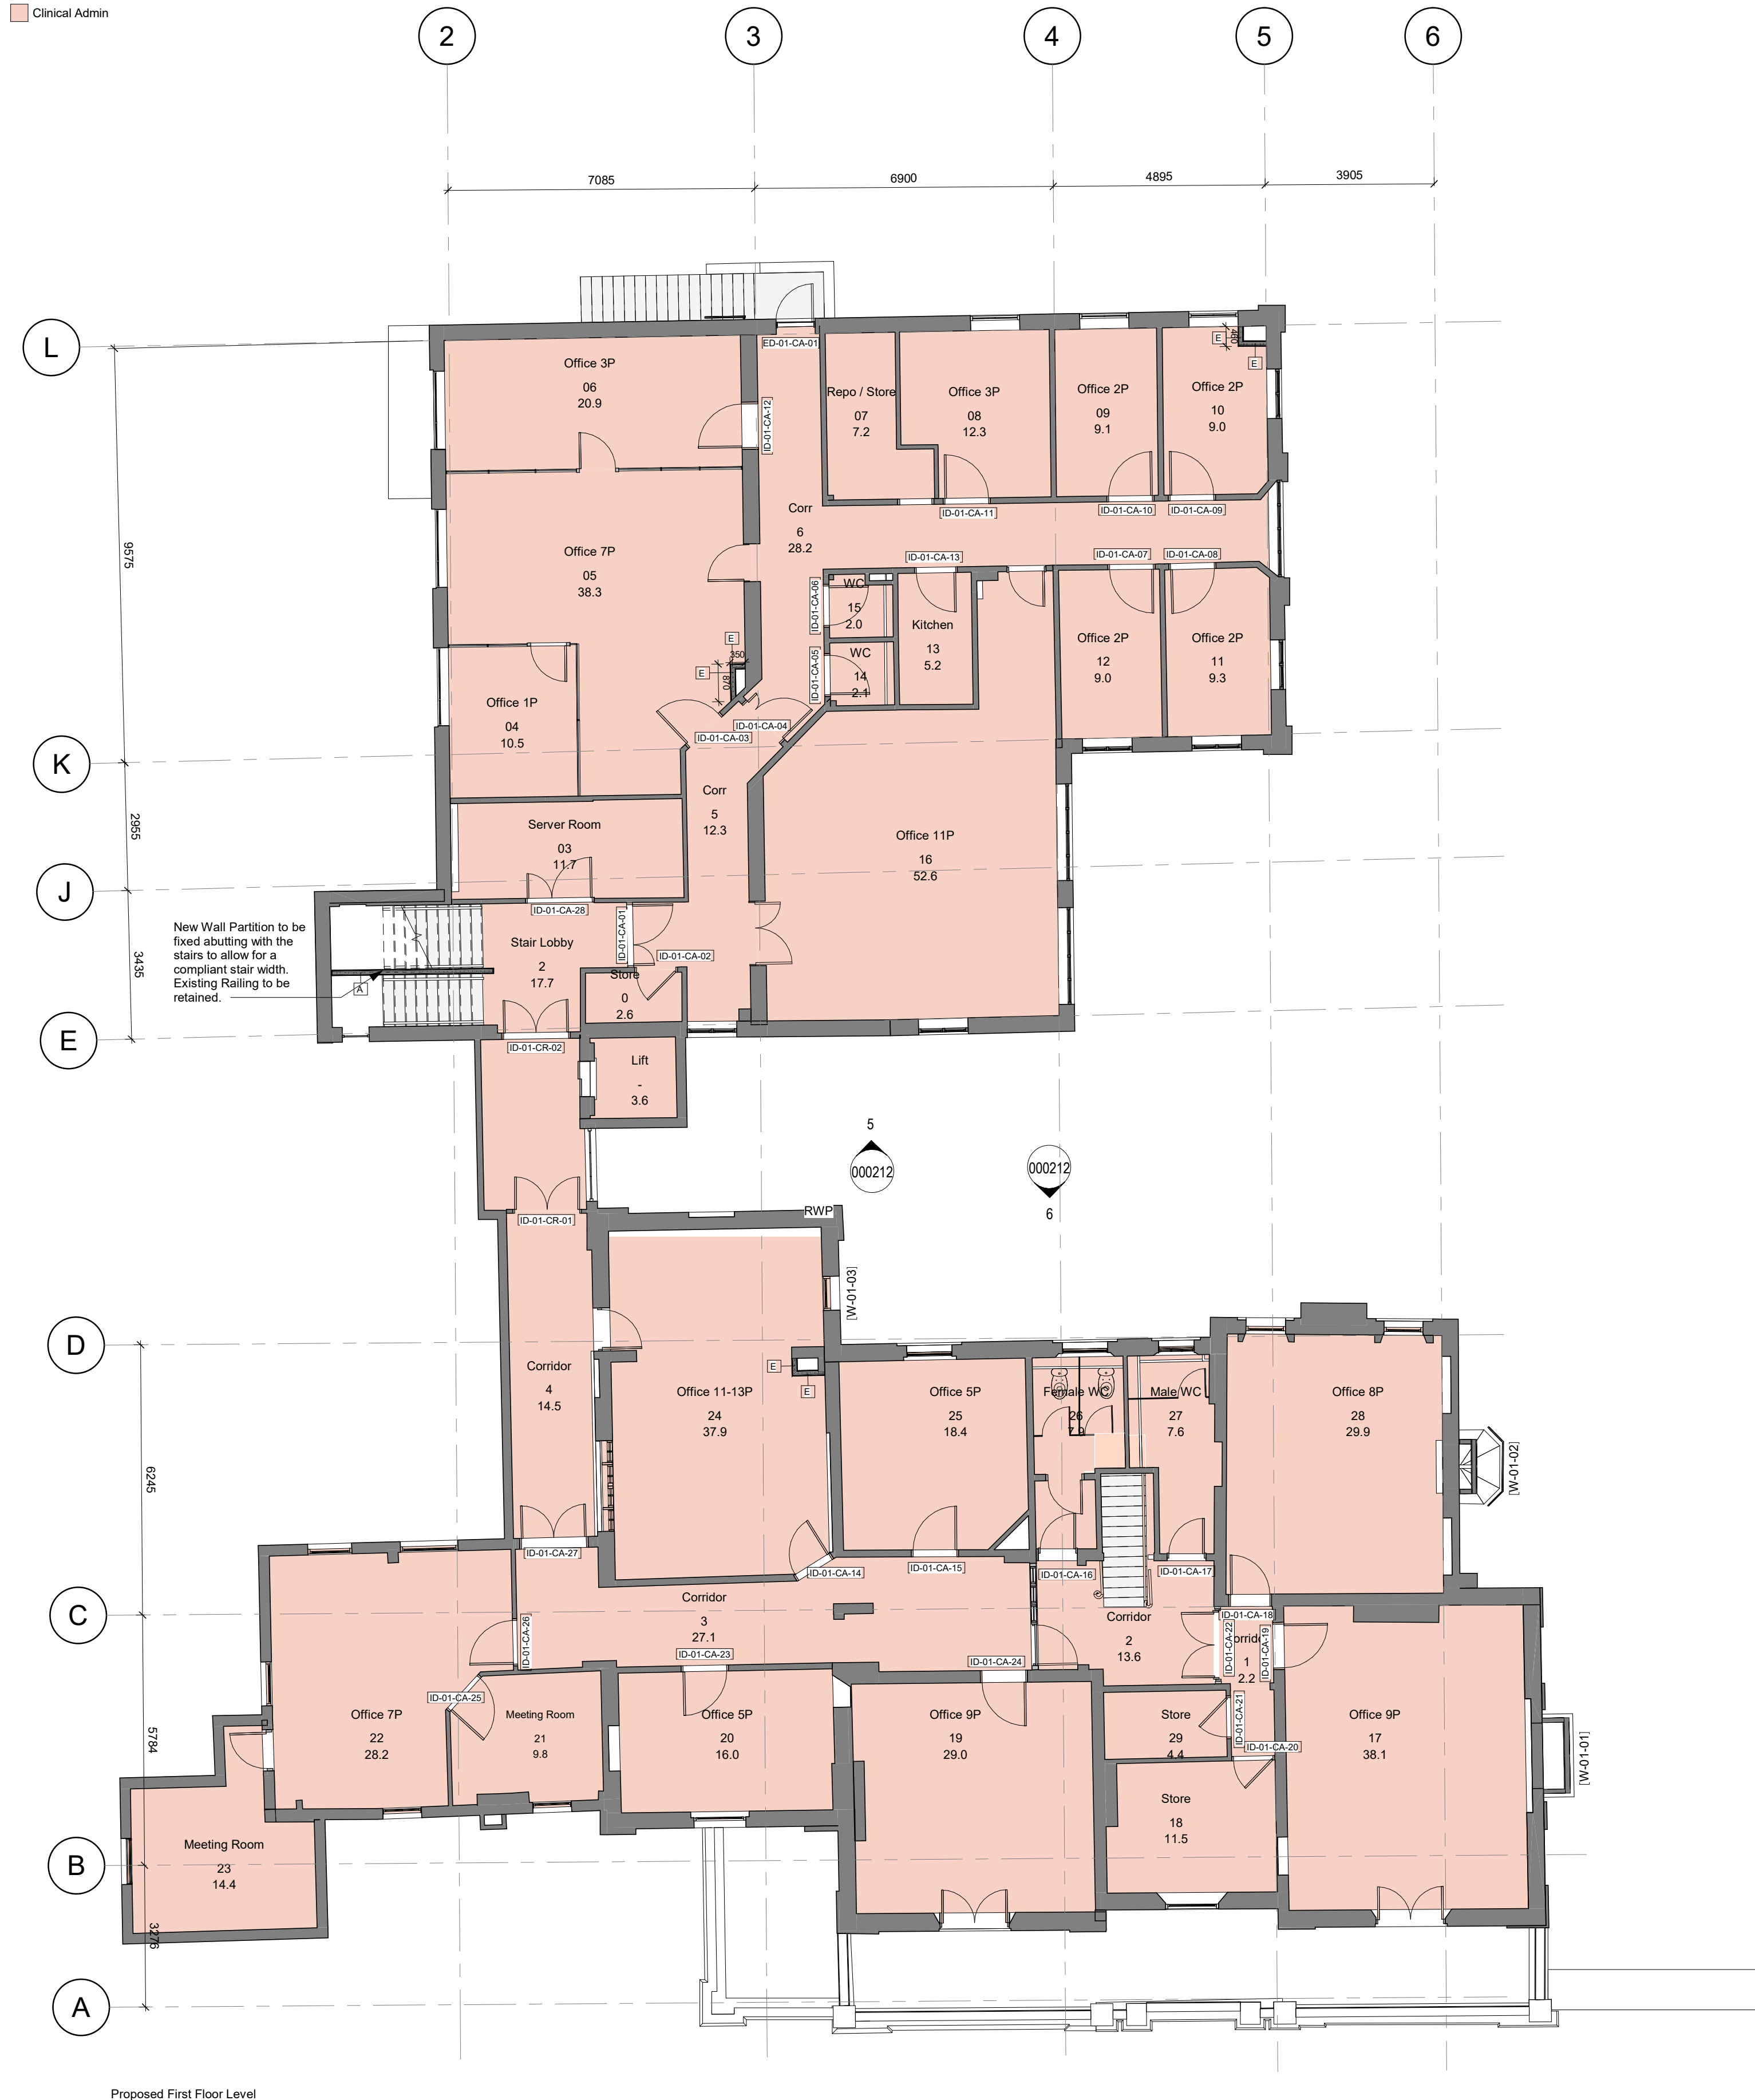 Clinical Admin
2
3
4
5
6
7085
6900
4895
3905
L
ED-01-CA-01
460
E
E
Office 3P
06
20.9
ID-01-CA-12
Repo / Store
07
7.2
Office 3P
08
12.3
Office 2P
09
9.1
Office 2P
10
9.0
Corr
6
28.2
ID-01-CA-11
ID-01-CA-10
ID-01-CA-09
9575
Office 7P
05
38.3
ID-01-CA-13
ID-01-CA-07
ID-01-CA-08
ID-01-CA-06
WC
15
2.0
Kitchen
13
5.2
Office 2P
12
9.0
Office 2P
11
9.3
E
350
E
870
ID-01-CA-05
WC
14
2.1
Office 1P
04
10.5
ID-01-CA-04
ID-01-CA-03
K
Corr
5
12.3
2955
Server Room
03
11.7
Office 11P
16
52.6
J
ID-01-CA-28
ID-01-CA-01
ID-01-CA-02
New Wall Partition to be
fixed abutting with the
stairs to allow for a
compliant stair width.
Existing Railing to be
retained.
A
3435
Stair Lobby
2
17.7
Store
0
2.6
E
ID-01-CR-02
Lift
-
3.6
5
000212
000212
6
RWP
ID-01-CR-01
[W-01-03]
D
Corridor
4
14.5
E
E
Office 11-13P
24
37.9
Office 5P
25
18.4
Female WC
26
7.9
Male WC
27
7.6
Office 8P
28
29.9
[W-01-02]
6245
ID-01-CA-27
ID-01-CA-14
ID-01-CA-15
ID-01-CA-16
ID-01-CA-17
C
Corridor
3
27.1
Corridor
2
13.6
ID-01-CA-18
ID-01-CA-22
ID-01-CA-19
1
2.2
ID-01-CA-26
ID-01-CA-23
ID-01-CA-24
ID-01-CA-25
5784
Office 7P
22
28.2
Meeting Room
21
9.8
Office 5P
20
16.0
Office 9P
19
29.0
Store
29
4.4
ID-01-CA-21
ID-01-CA-20
Office 9P
17
38.1
[W-01-01]
Store
18
11.5
Meeting Room
23
14.4
B
3276
A
Proposed First Floor Level